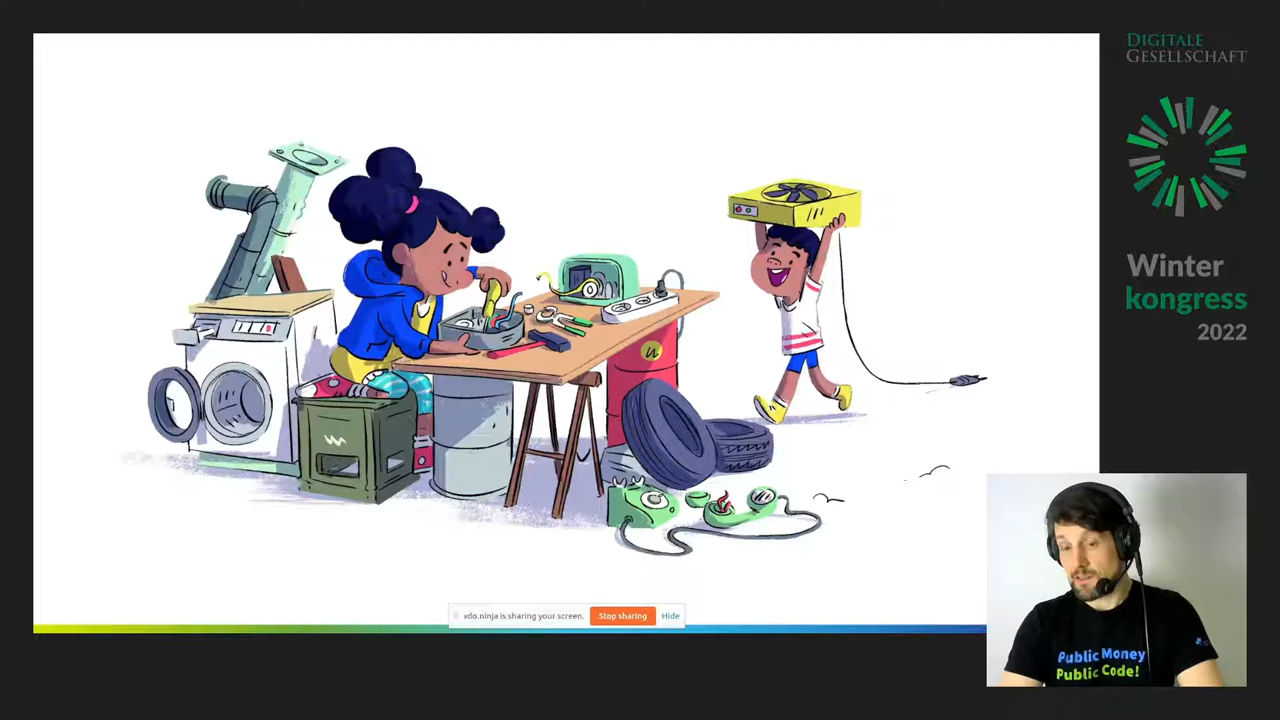 DIGITALE
GESELLSCHAFT
Winter
kongress
2022
vdo.ninja is sharing your screen.
Stop sharing
Hide
Public Money
Public Code!